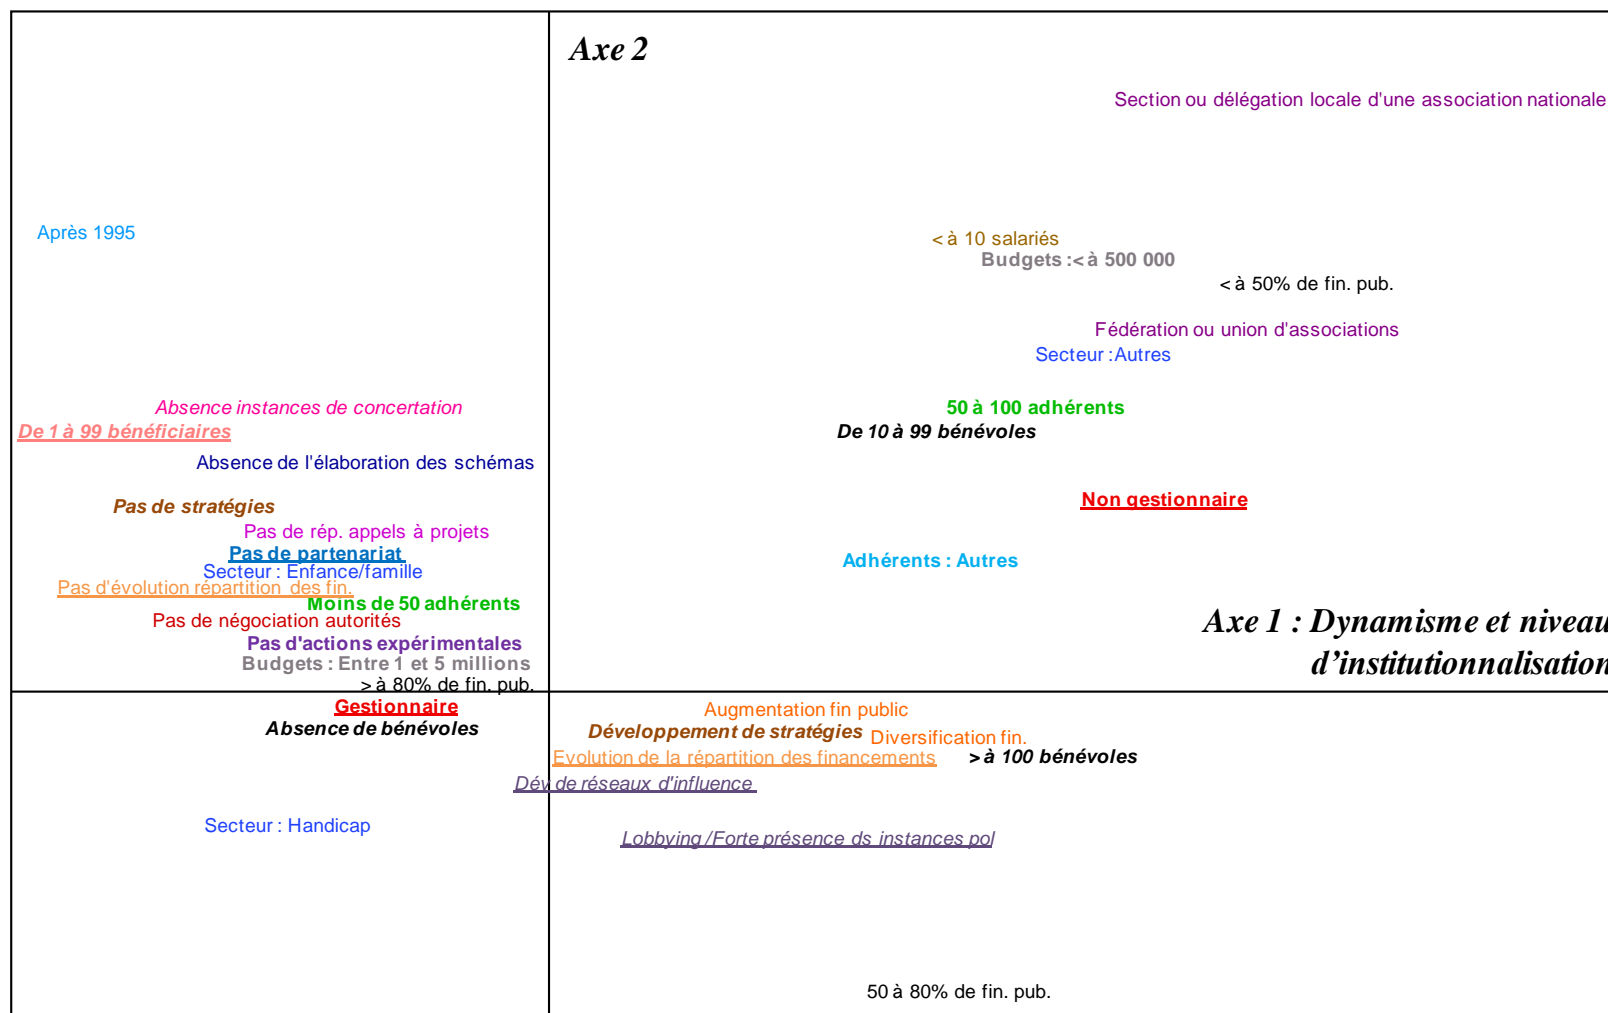 Axe 2
Section ou délégation locale d'une association nationale
Après 1995
< à 10 salariés
Budgets :< à 500 000
< à 50% de fin. pub.
Fédération ou union d'associations
Secteur :Autres
Absence instances de concertation
50 à 100 adhérents
De 1 à 99 bénéficiaires
De 10 à 99 bénévoles
Absence de l'élaboration des schémas
Pas de stratégies
Non gestionnaire
Pas de rép. appels à projets
Pas de partenariat
Adhérents : Autres
Secteur : Enfance/famille
Pas d'évolution répartition des fin.
Moins de 50 adhérents
Pas de négociation autorités
Axe 1 : Dynamisme et niveau
d’institutionnalisation
Pas d'actions expérimentales
Budgets : Entre 1 et 5 millions
> à 80% de fin. pub.
Gestionnaire
Augmentation fin public
Absence de bénévoles
Développement de stratégies
Diversification fin.
Evolution de la répartition des financements
> à 100 bénévoles
Dév de réseaux d'influence
Secteur : Handicap
Lobbying /Forte présence ds instances pol
50 à 80% de fin. pub.